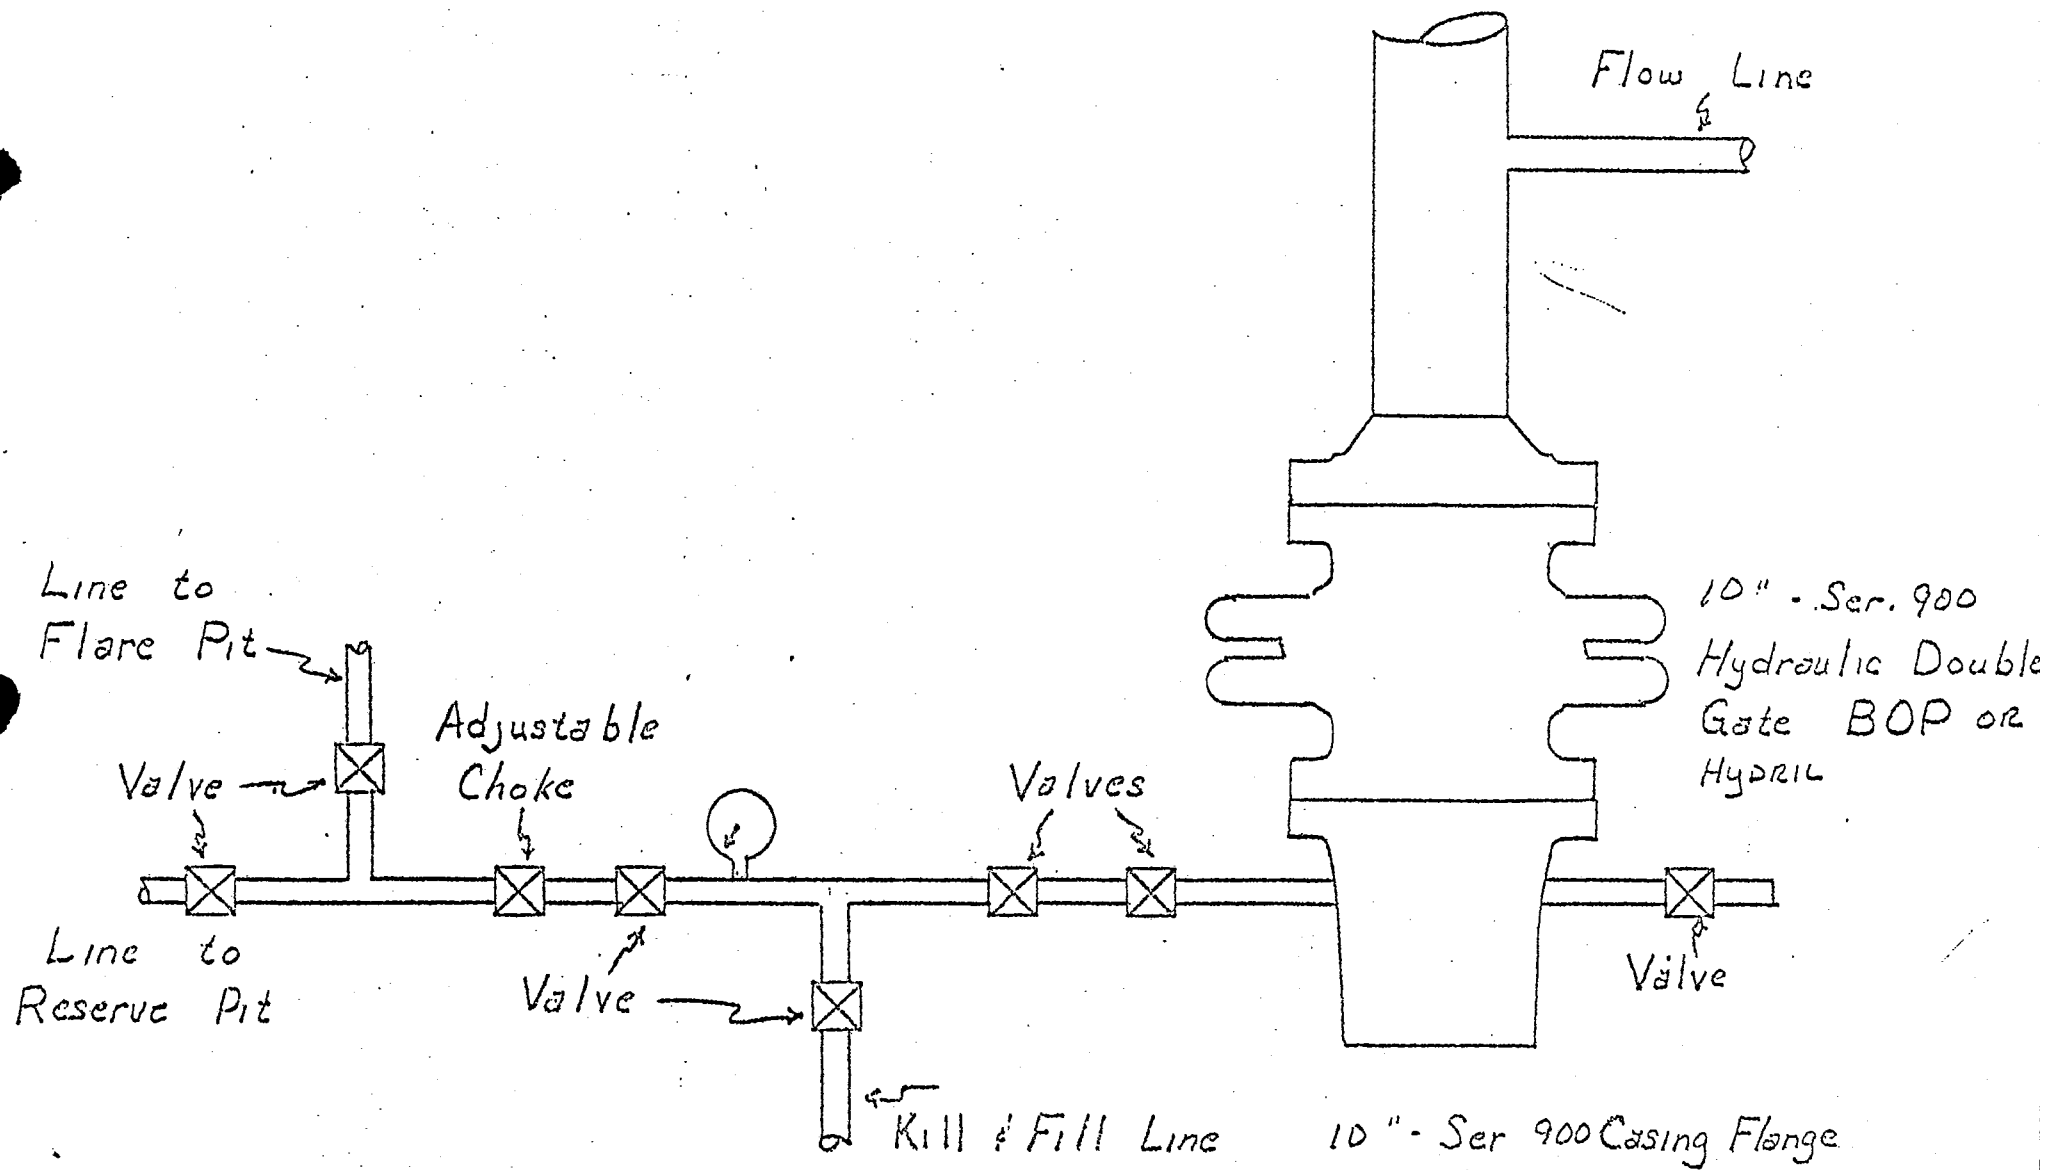 Flow Line
10" - Ser. 900
Hydraulic Double
Gate BOP OR
HYDRIL
Line to
Flare Pit
Adjustable
Choke
Valve
Valves
Line to
Reserve Pit
Valve
Valve
Kill & Fill Line
10" - Ser 900 Casing Flange